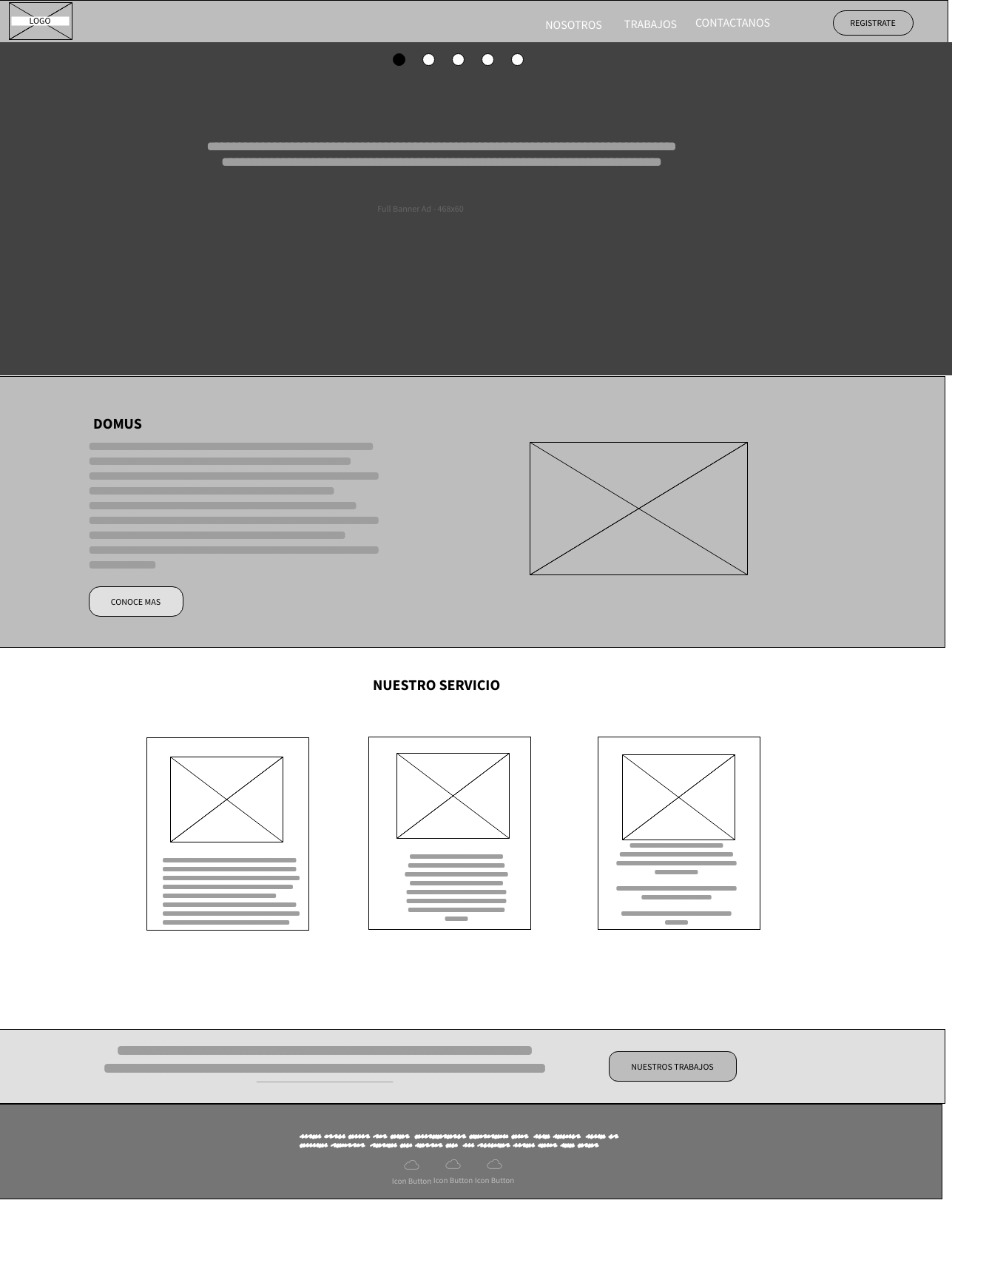 LOGO
NOSOTROS TRABAJOS CONTACTANOS REGISTRATE
Full Banner Ad - 468x60
DOMUS
CONOCE MAS
NUESTRO SERVICIO
NUESTROS TRABAJOS
Icon Button Icon Button Icon Button